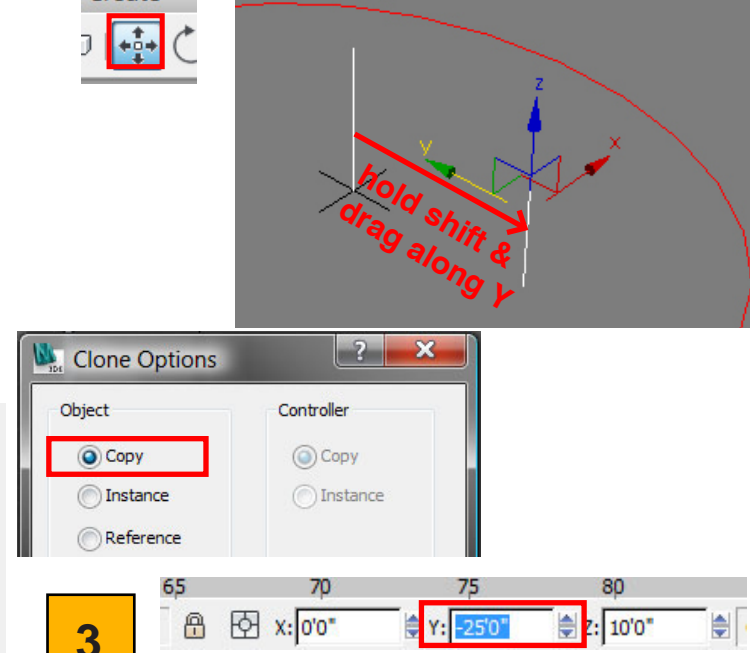 Create
z
y
x
hold shift &
drag along Y
Clone Options
?
X
Object
Controller
Copy
Copy
Instance
Instance
Reference
65
70
75
80
3
X: 0'0"
Y: -25'0"
Z: 10'0"